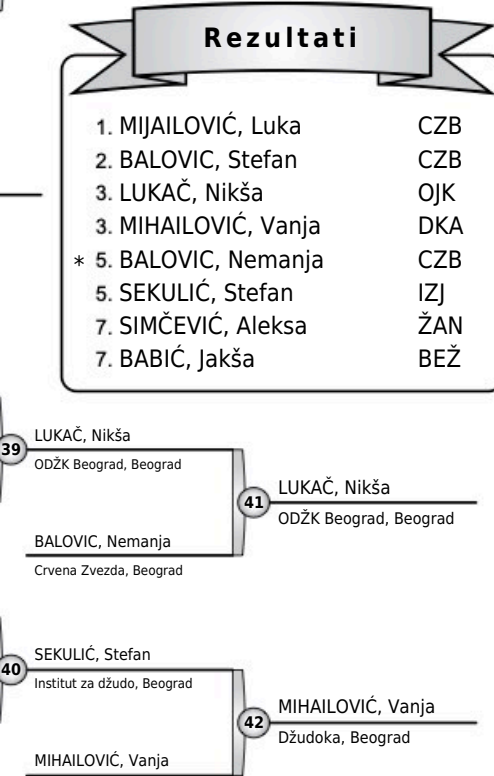 Rezultati
1. MIJAILOVIĆ, Luka CZB
2. BALOVIC, Stefan CZB
3. LUKAČ, Nikša OJK
3. MIHAILOVIĆ, Vanja DKA
* 5. BALOVIC, Nemanja CZB
5. SEKULIĆ, Stefan IZJ
7. SIMČEVIĆ, Aleksa ŽAN
7. BABIĆ, Jakša BEŽ
39
LUKAČ, Nikša
ODŽK Beograd, Beograd
41
LUKAČ, Nikša
ODŽK Beograd, Beograd
BALOVIC, Nemanja
Crvena Zvezda, Beograd
40
SEKULIĆ, Stefan
Institut za džudo, Beograd
42
MIHAILOVIĆ, Vanja
Džudoka, Beograd
MIHAILOVIĆ, Vanja